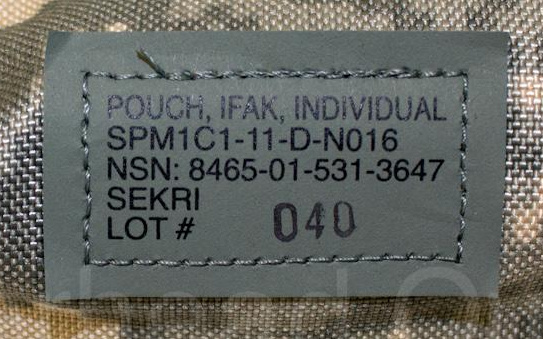 POUCH, IFAK, INDIVIDUAL
SPM1C1-11-D-N016
NSN: 8465-01-531-3647
SEKRI
LOT # 040